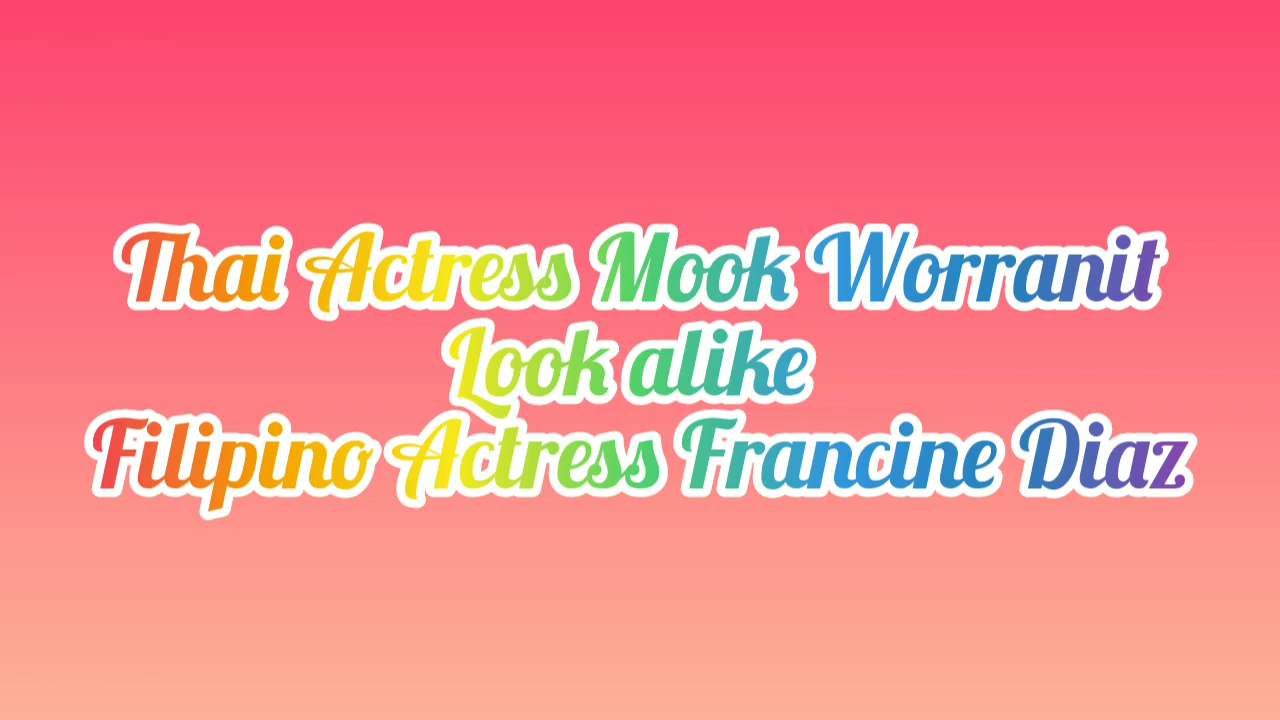 Thai Actress Mook Worranit
Look alike
Filipino Actress Francine Diaz